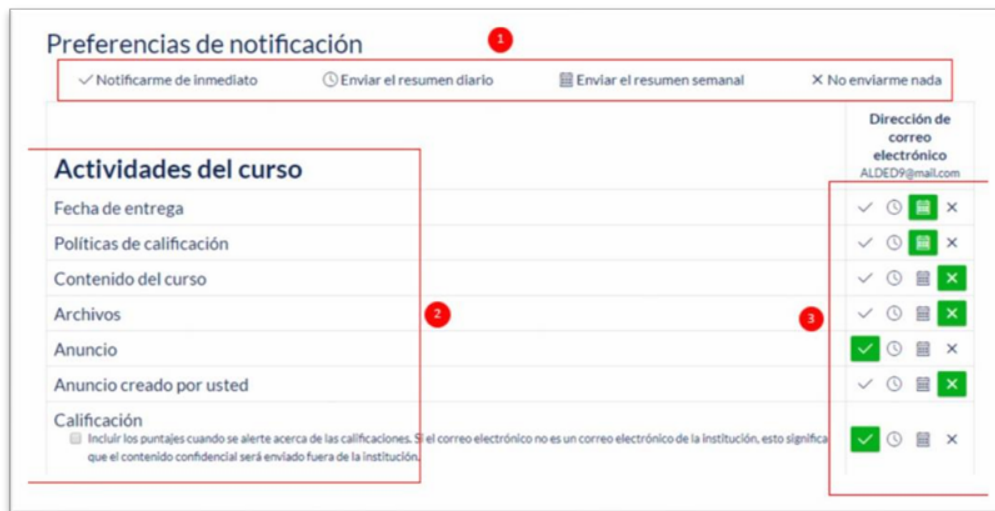 Preferencias de notificación
1
Notificarme de inmediato Enviar el resumen diario Enviar el resumen semanal No enviarme nada
Dirección de
correo
electrónico
ALDED9@mail.com
Actividades del curso
Fecha de entrega
Políticas de calificación
Contenido del curso
Archivos
2
3
Anuncio
Anuncio creado por usted
Calificación
Incluir los puntajes cuando se alerte acerca de las calificaciones. Si el correo electrónico no es un correo electrónico de la institución, esto significa
que el contenido confidencial será enviado fuera de la institución.